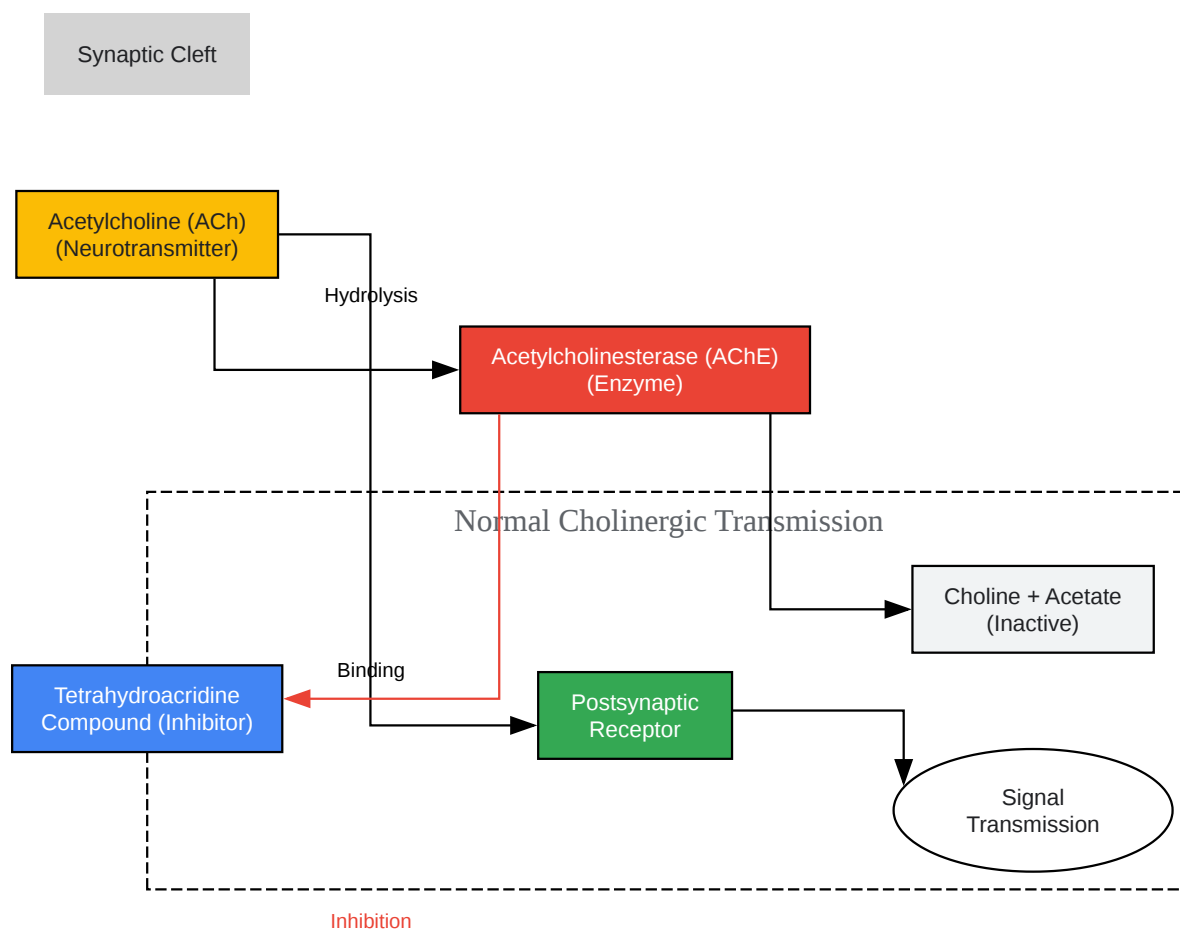 Synaptic Cleft
Acetylcholine (ACh)
(Neurotransmitter)
Hydrolysis
Acetylcholinesterase (AChE)
(Enzyme)
Normal Cholinergic Transmission
Choline + Acetate
(Inactive)
Binding
Tetrahydroacridine
Compound (Inhibitor)
Postsynaptic
Receptor
Signal
Transmission
Inhibition